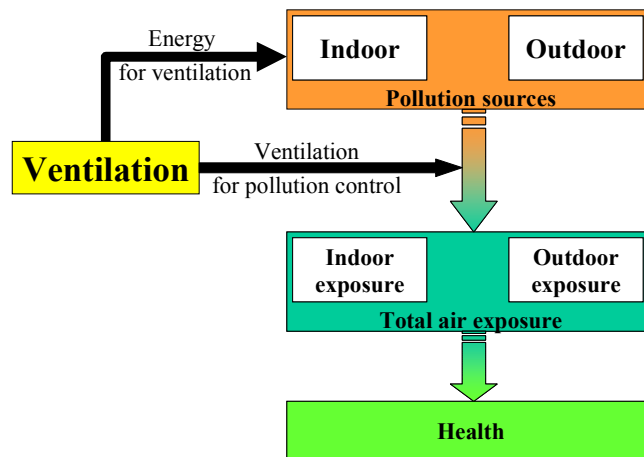 Energy
for ventilation
Indoor
Outdoor
Pollution sources
Ventilation
Ventilation
for pollution control
Indoor
exposure
Outdoor
exposure
Total air exposure
Health